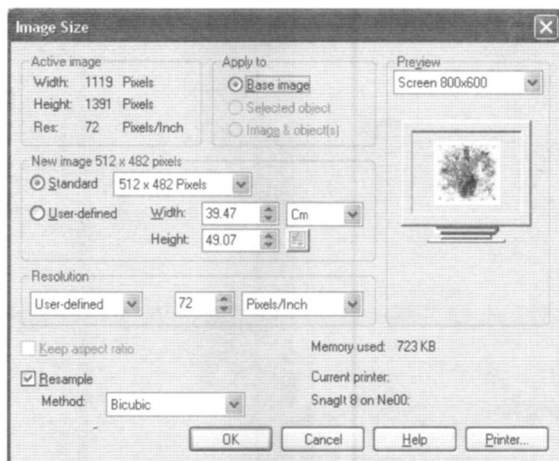 Image Size
Active image
Width: 1119 Pixels
Height: 1391 Pixels
Res: 72 Pixels/Inch
Apply to
Base image
Selected object
Image & object(s)
Preview
Screen 800x600
New image 512 x 482 pixels
Standard 512 x 482 Pixels
User-defined Width: 39.47 Cm
Height: 49.07
Resolution
User-defined 72 Pixels/Inch
Keep aspect ratio
Memory used: 723 KB
Resample
Current printer:
Method: Bicubic
SnagIt 8 on Ne00:
OK Cancel Help Printer...